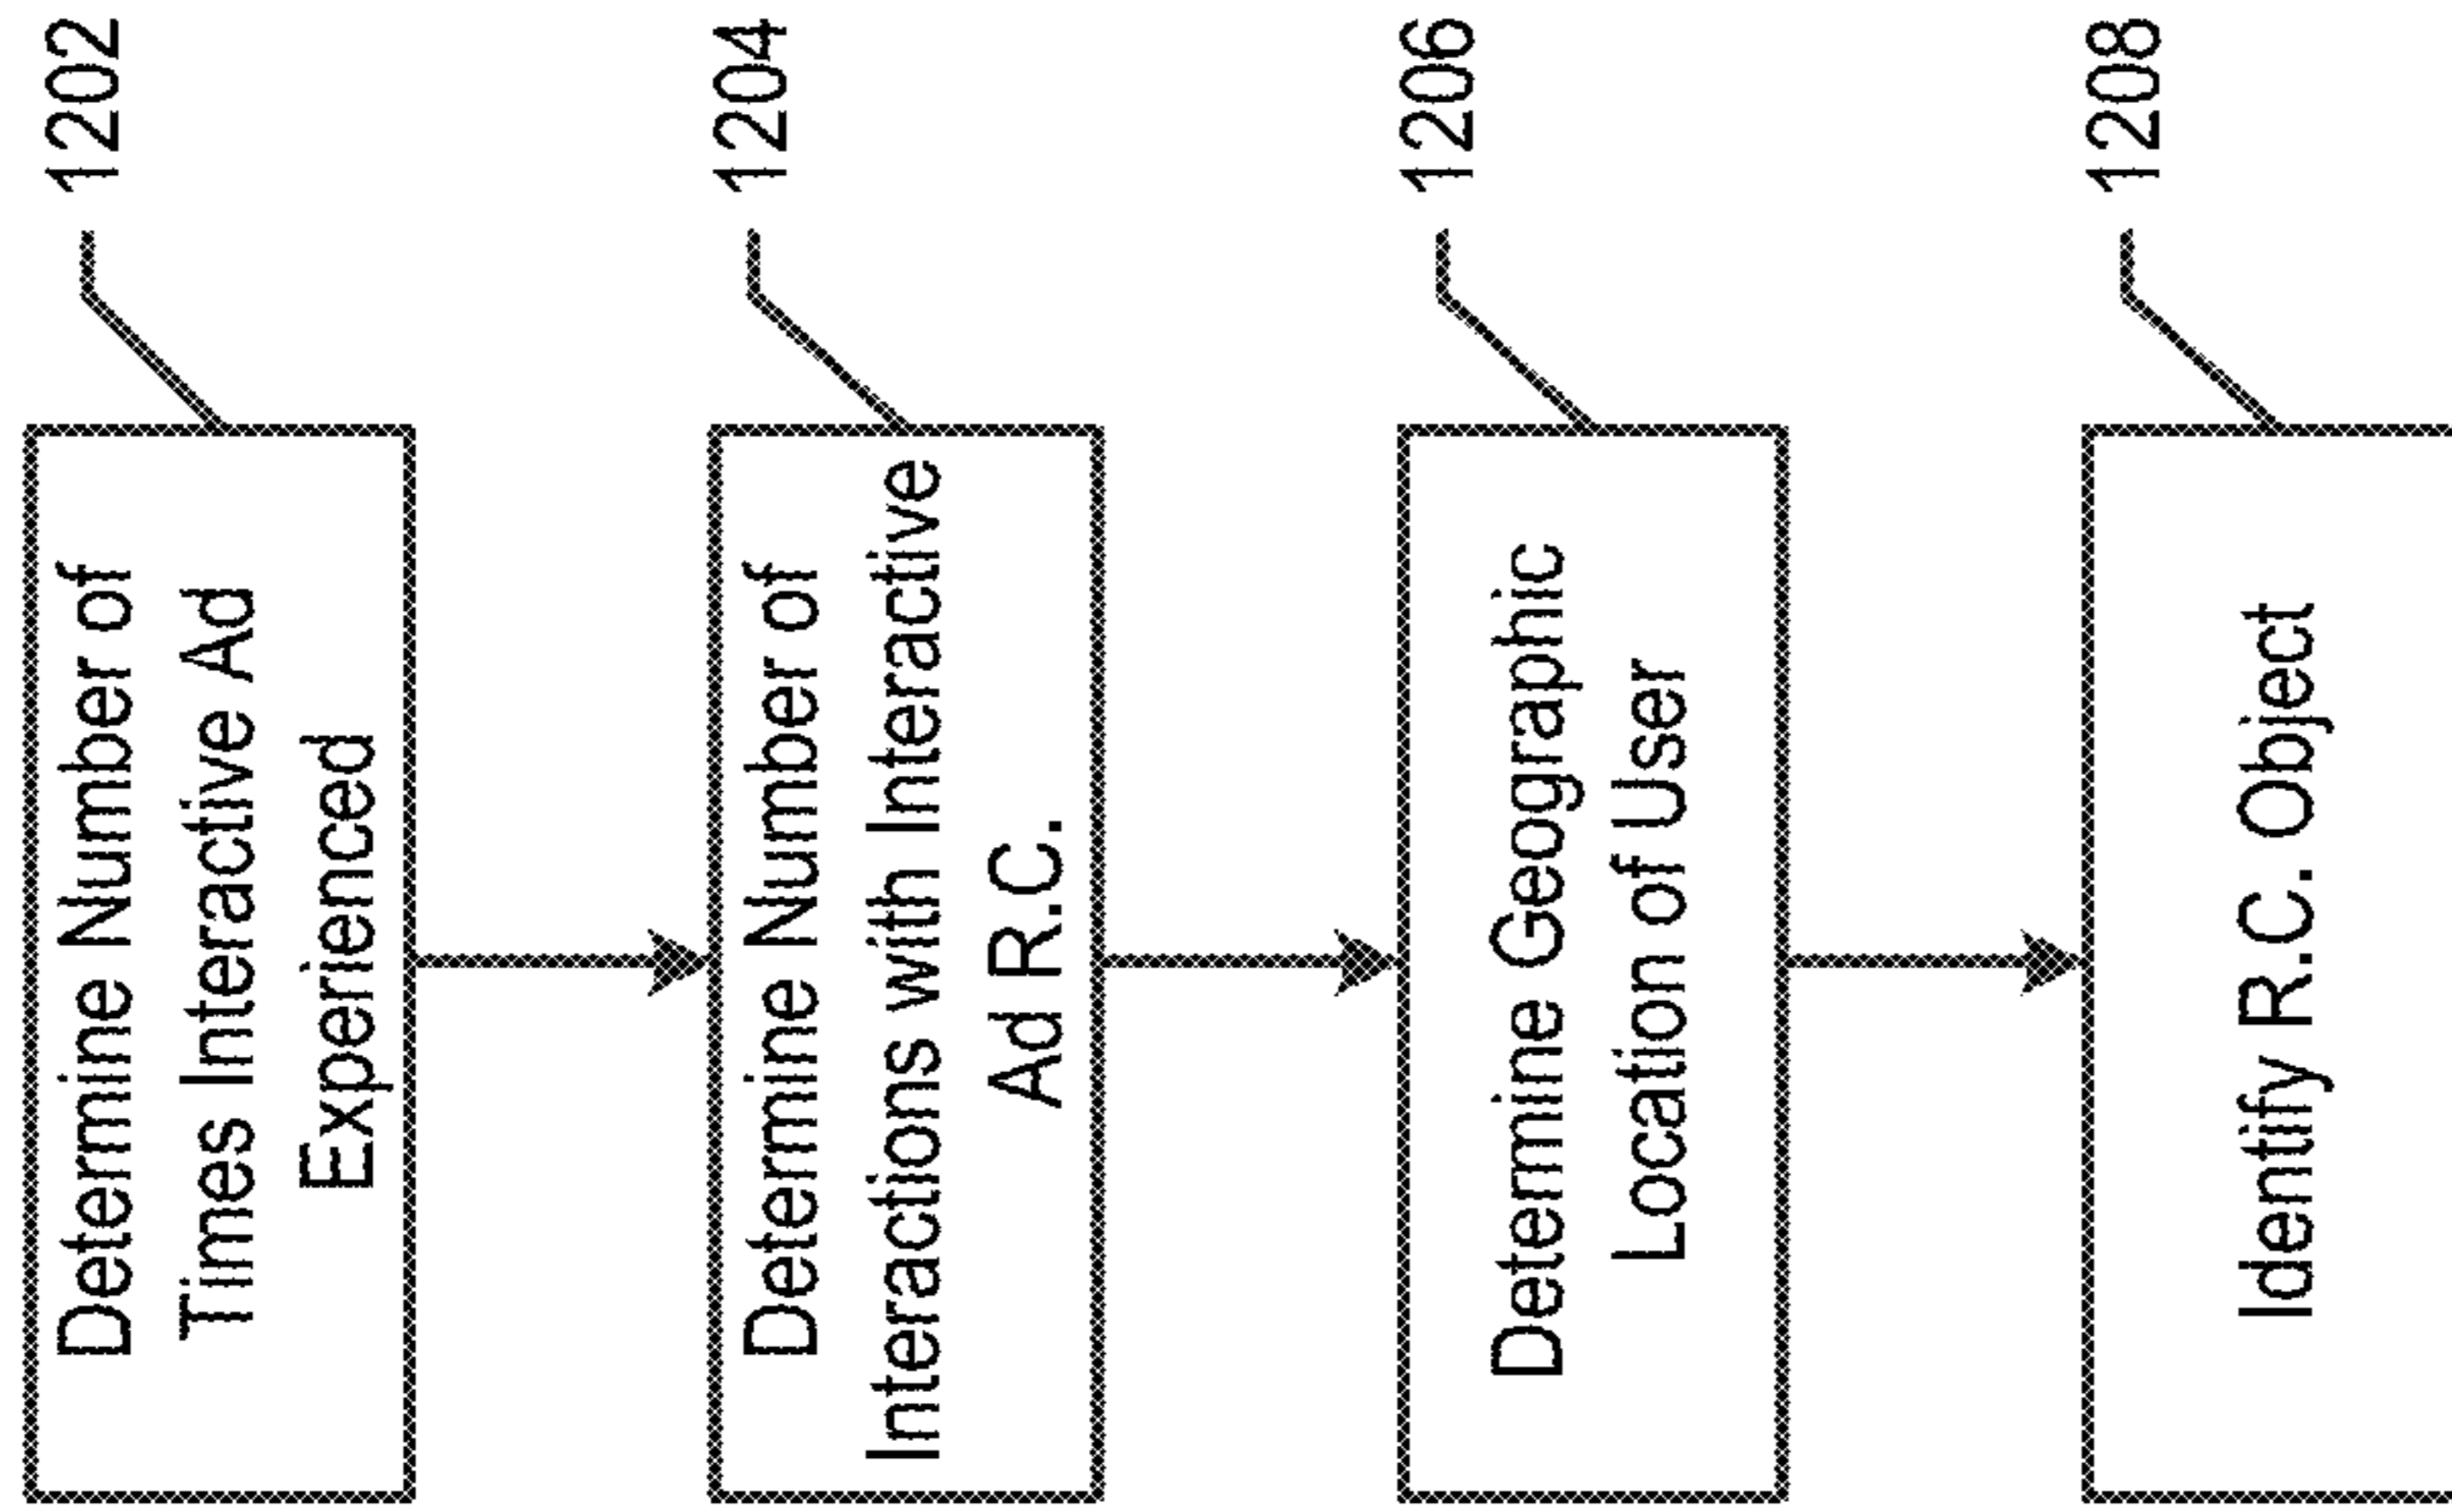 Determine Number of
Times Interactive Ad
Experienced
1202
Determine Number of
Interactions with Interactive
Ad R.C.
1204
Determine Geographic
Location of User
1206
Identify R.C. Object
1208